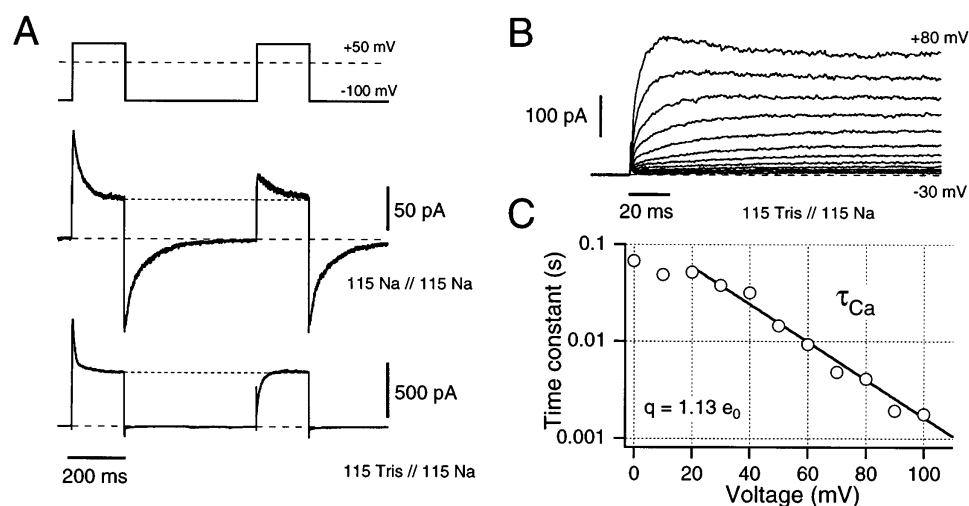 A
+50 mV
-100 mV
50 pA
115 Na // 115 Na
500 pA
200 ms
115 Tris // 115 Na
B
+80 mV
100 pA
-30 mV
20 ms
115 Tris // 115 Na
C
Time constant (s)
0.1
0.01
0.001
τCa
q = 1.13 e0
0 20 40 60 80 100
Voltage (mV)